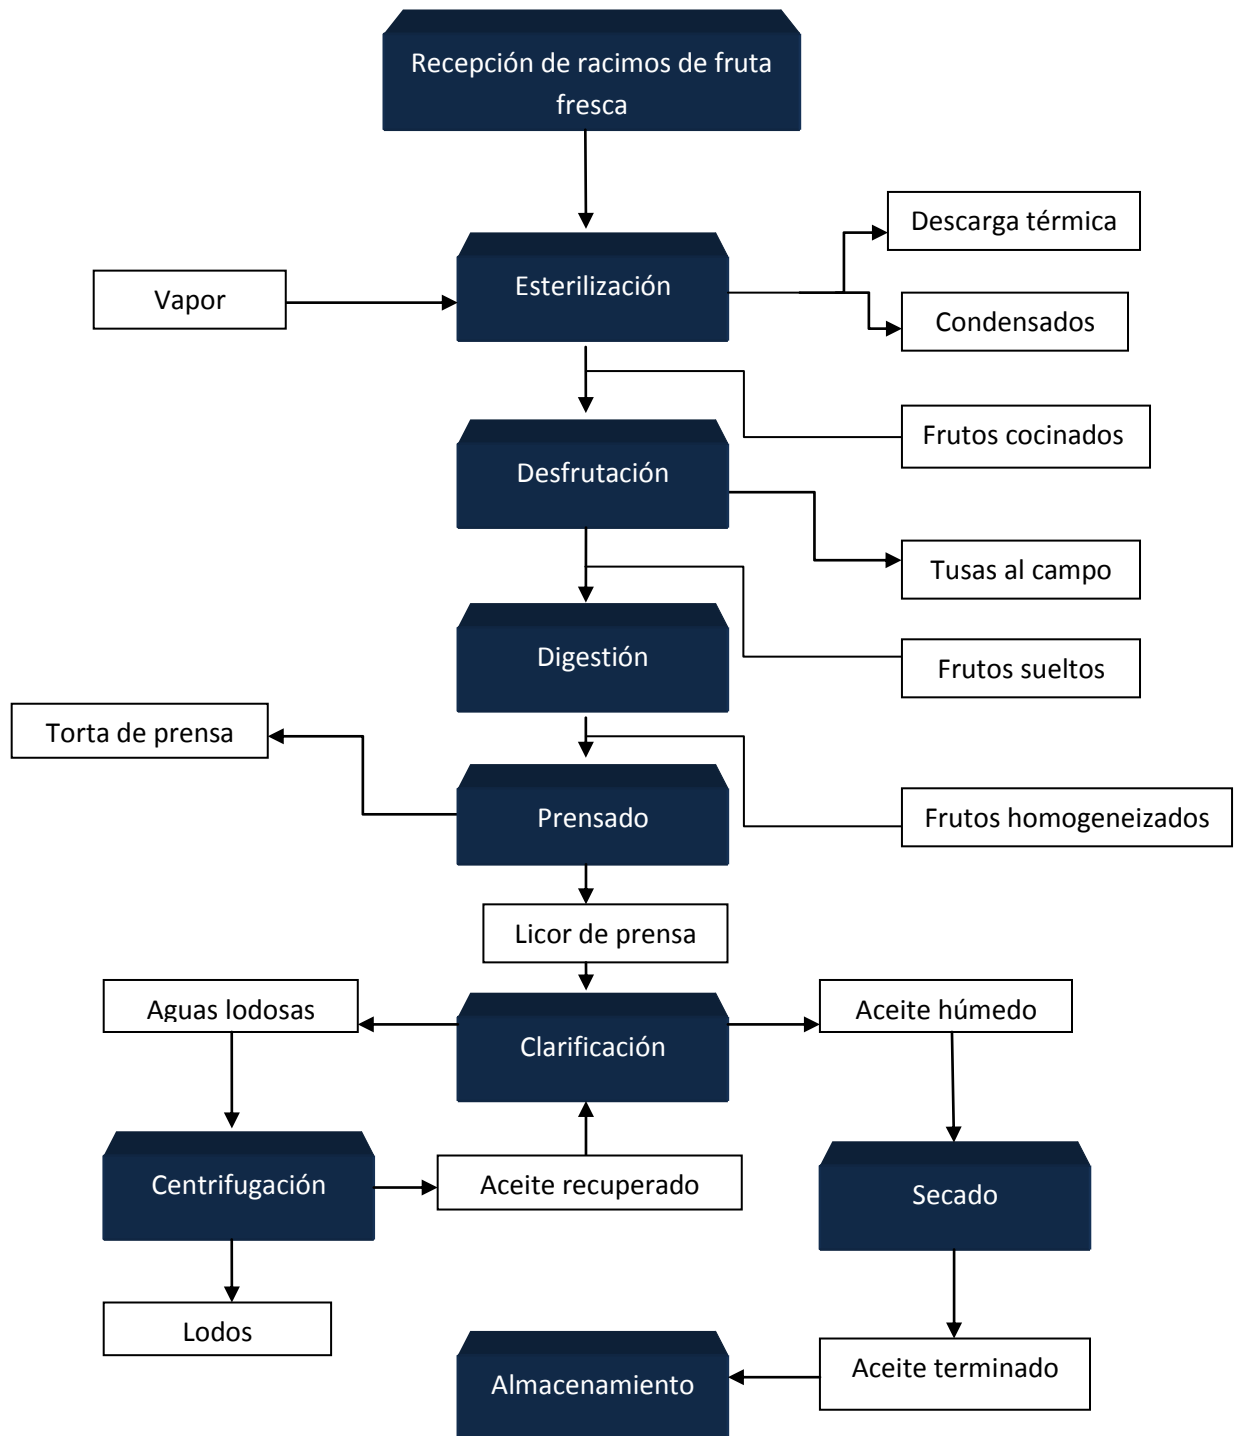 Recepción de racimos de fruta
fresca
Descarga térmica
Vapor
Esterilización
Condensados
Frutos cocinados
Desfrutación
Tusas al campo
Digestión
Frutos sueltos
Torta de prensa
Prensado
Frutos homogeneizados
Licor de prensa
Aguas lodosas
Clarificación
Aceite húmedo
Centrifugación
Aceite recuperado
Secado
Lodos
Almacenamiento
Aceite terminado